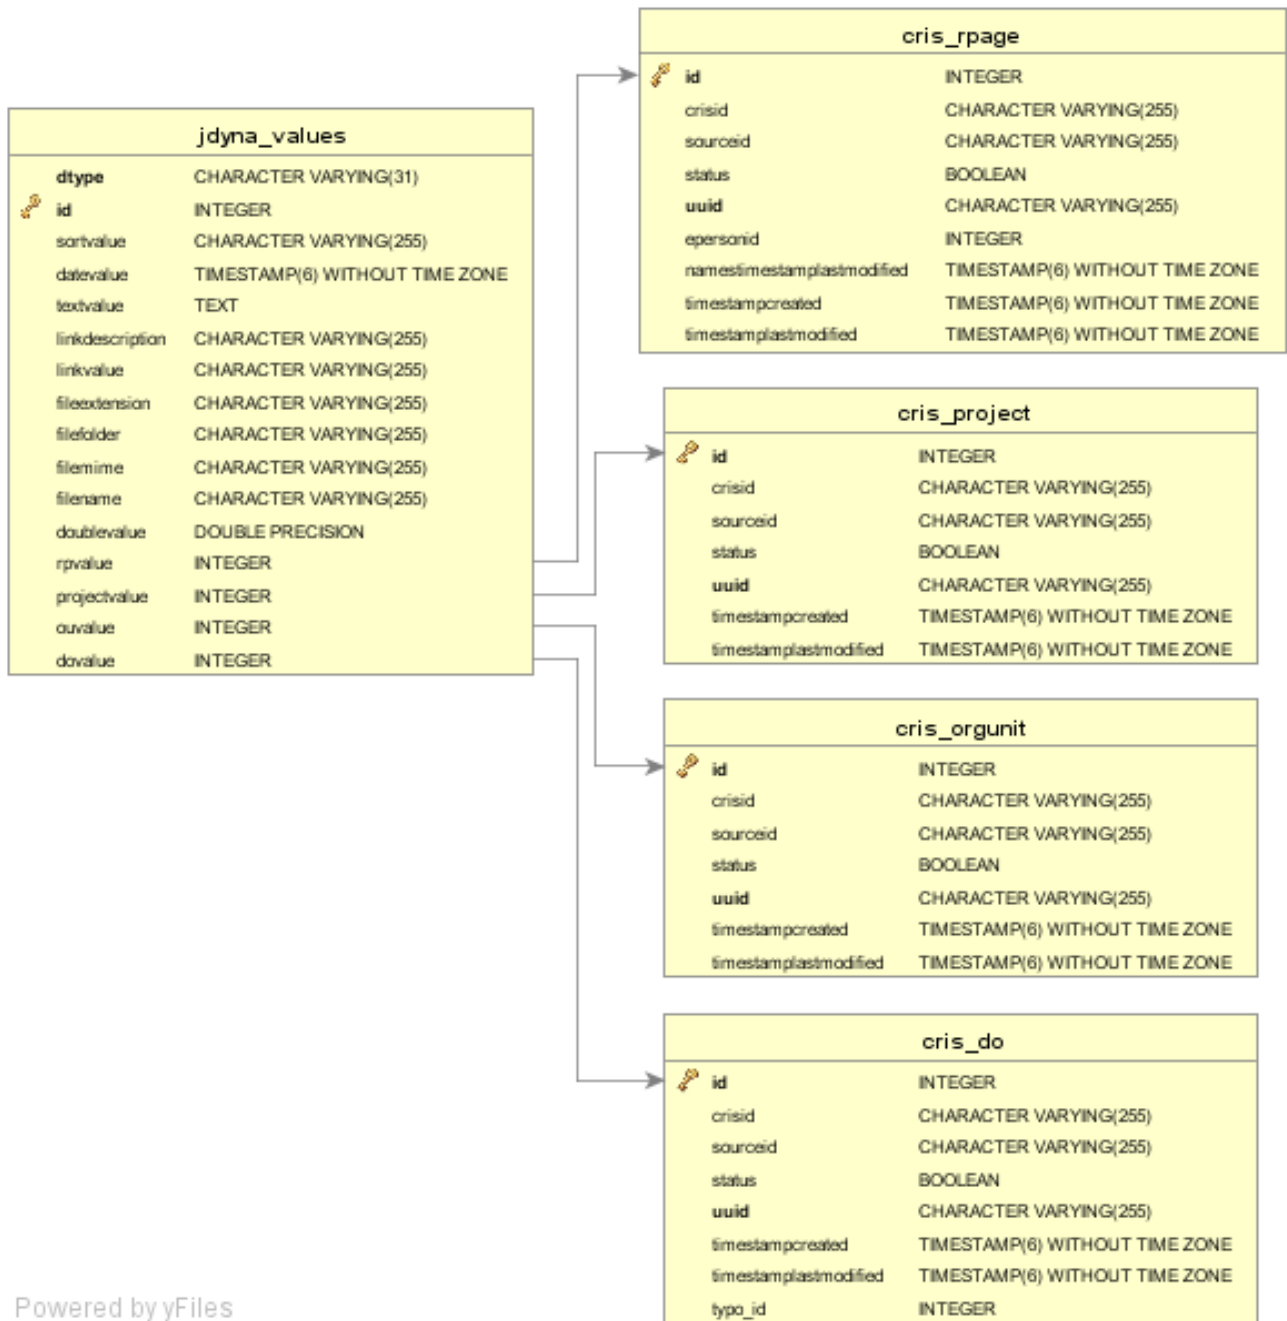 jdyna_values
dtype CHARACTER VARYING(31)
id INTEGER
sortvalue CHARACTER VARYING(255)
datevalue TIMESTAMP(6) WITHOUT TIME ZONE
textvalue TEXT
linkdescription CHARACTER VARYING(255)
linkvalue CHARACTER VARYING(255)
fileextension CHARACTER VARYING(255)
filefolder CHARACTER VARYING(255)
filemime CHARACTER VARYING(255)
filename CHARACTER VARYING(255)
doublevalue DOUBLE PRECISION
rpvalue INTEGER
projectvalue INTEGER
ouvalue INTEGER
dovalue INTEGER
cris_rpage
id INTEGER
crisid CHARACTER VARYING(255)
sourceid CHARACTER VARYING(255)
status BOOLEAN
uuid CHARACTER VARYING(255)
epersonid INTEGER
namestimestamplastmodified TIMESTAMP(6) WITHOUT TIME ZONE
timestampcreated TIMESTAMP(6) WITHOUT TIME ZONE
timestamplastmodified TIMESTAMP(6) WITHOUT TIME ZONE
cris_project
id INTEGER
crisid CHARACTER VARYING(255)
sourceid CHARACTER VARYING(255)
status BOOLEAN
uuid CHARACTER VARYING(255)
timestampcreated TIMESTAMP(6) WITHOUT TIME ZONE
timestamplastmodified TIMESTAMP(6) WITHOUT TIME ZONE
cris_orgunit
id INTEGER
crisid CHARACTER VARYING(255)
sourceid CHARACTER VARYING(255)
status BOOLEAN
uuid CHARACTER VARYING(255)
timestampcreated TIMESTAMP(6) WITHOUT TIME ZONE
timestamplastmodified TIMESTAMP(6) WITHOUT TIME ZONE
cris_do
id INTEGER
crisid CHARACTER VARYING(255)
sourceid CHARACTER VARYING(255)
status BOOLEAN
uuid CHARACTER VARYING(255)
timestampcreated TIMESTAMP(6) WITHOUT TIME ZONE
timestamplastmodified TIMESTAMP(6) WITHOUT TIME ZONE
typo_id INTEGER
Powered by yFiles